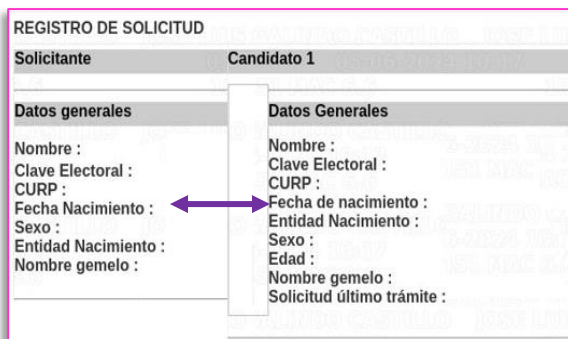 REGISTRO DE SOLICITUD
Solicitante
Candidato 1
Datos generales
Nombre :
Clave Electoral :
CURP :
Fecha Nacimiento :
Sexo :
Entidad Nacimiento :
Nombre gemelo :
Datos Generales
Nombre :
Clave Electoral :
CURP :
Fecha de nacimiento :
Entidad Nacimiento :
Sexo :
Edad :
Nombre gemelo :
Solicitud último trámite :